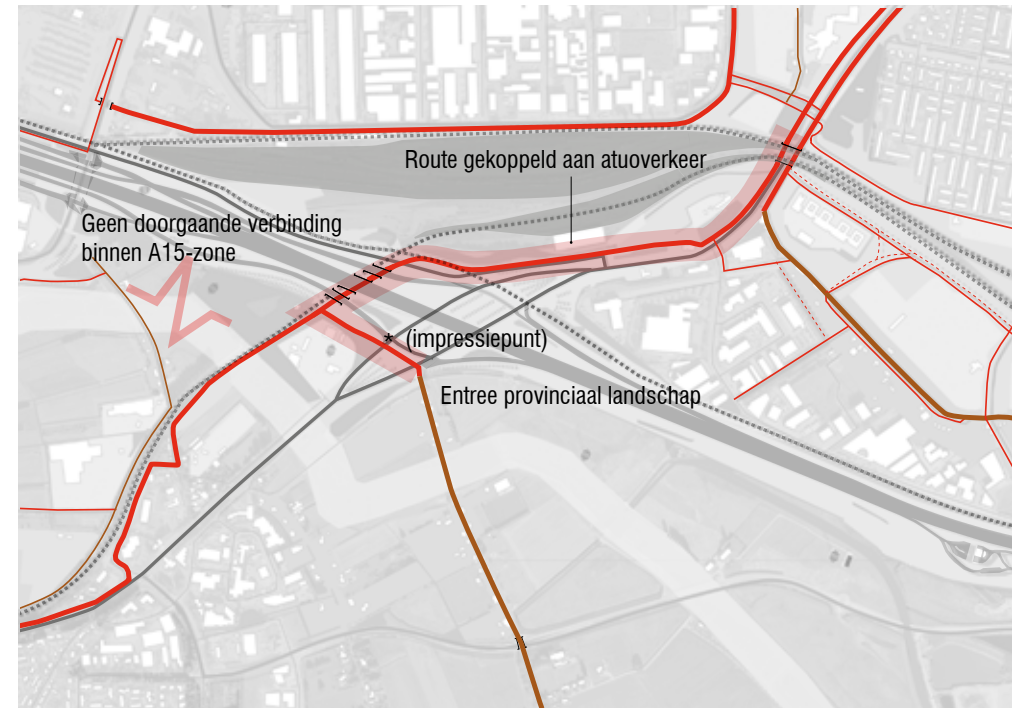 Route gekoppeld aan atuoverkeer
Geen doorgaande verbinding
binnen A15-zone
* (impressiepunt)
Entree provinciaal landschap